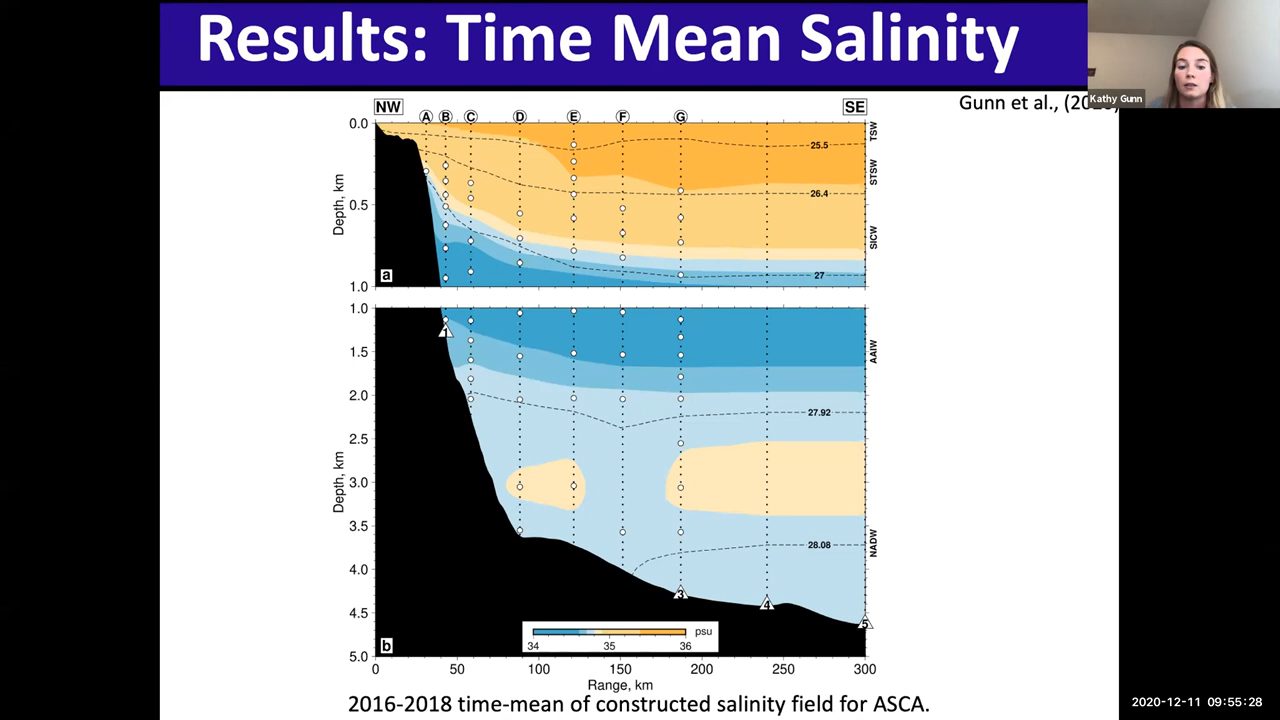 Results: Time Mean Salinity
Kathy Gunn
Gunn et al., (20
NW
A B C D E F G
SE
0.0
0.5
1.0
Depth, km
25.5
26.4
27
TSW
STSW
SICW
a
1.0
1.5
2.0
2.5
3.0
3.5
4.0
4.5
5.0
Depth, km
1
27.92
28.08
AAIW
NADW
3
4
5
b
psu
34 35 36
0 50 100 150 200 250 300
Range, km
2016-2018 time-mean of constructed salinity field for ASCA.
2020-12-11 09:55:28